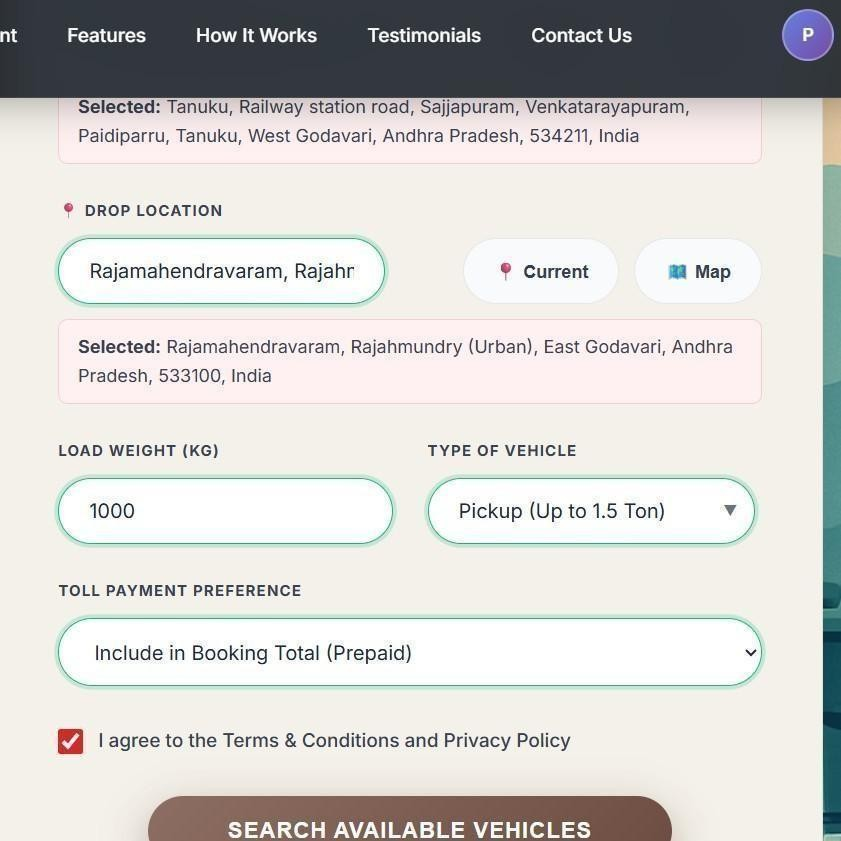 nt Features How It Works Testimonials Contact Us P
Selected: Tanuku, Railway station road, Sajjapuram, Venkatarayapuram,
Paidiparru, Tanuku, West Godavari, Andhra Pradesh, 534211, India
DROP LOCATION
Rajamahendravaram, Rajahr
Current
Map
Selected: Rajamahendravaram, Rajahmundry (Urban), East Godavari, Andhra
Pradesh, 533100, India
LOAD WEIGHT (KG)
TYPE OF VEHICLE
1000
Pickup (Up to 1.5 Ton)
TOLL PAYMENT PREFERENCE
Include in Booking Total (Prepaid)
I agree to the Terms & Conditions and Privacy Policy
SEARCH AVAILABLE VEHICLES